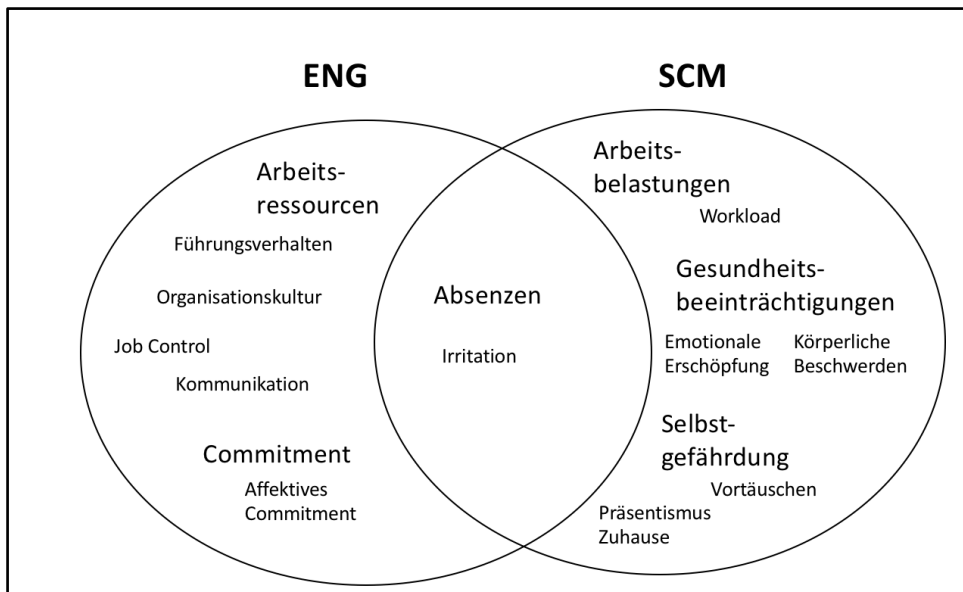 ENG
SCM
Arbeits-
ressourcen
Führungsverhalten
Organisationskultur
Job Control
Kommunikation
Commitment
Affektives
Commitment
Absenzen
Irritation
Arbeits-
belastungen
Workload
Gesundheits-
beeinträchtigungen
Emotionale
Erschöpfung
Körperliche
Beschwerden
Selbst-
gefährdung
Vortäuschen
Präsentismus
Zuhause